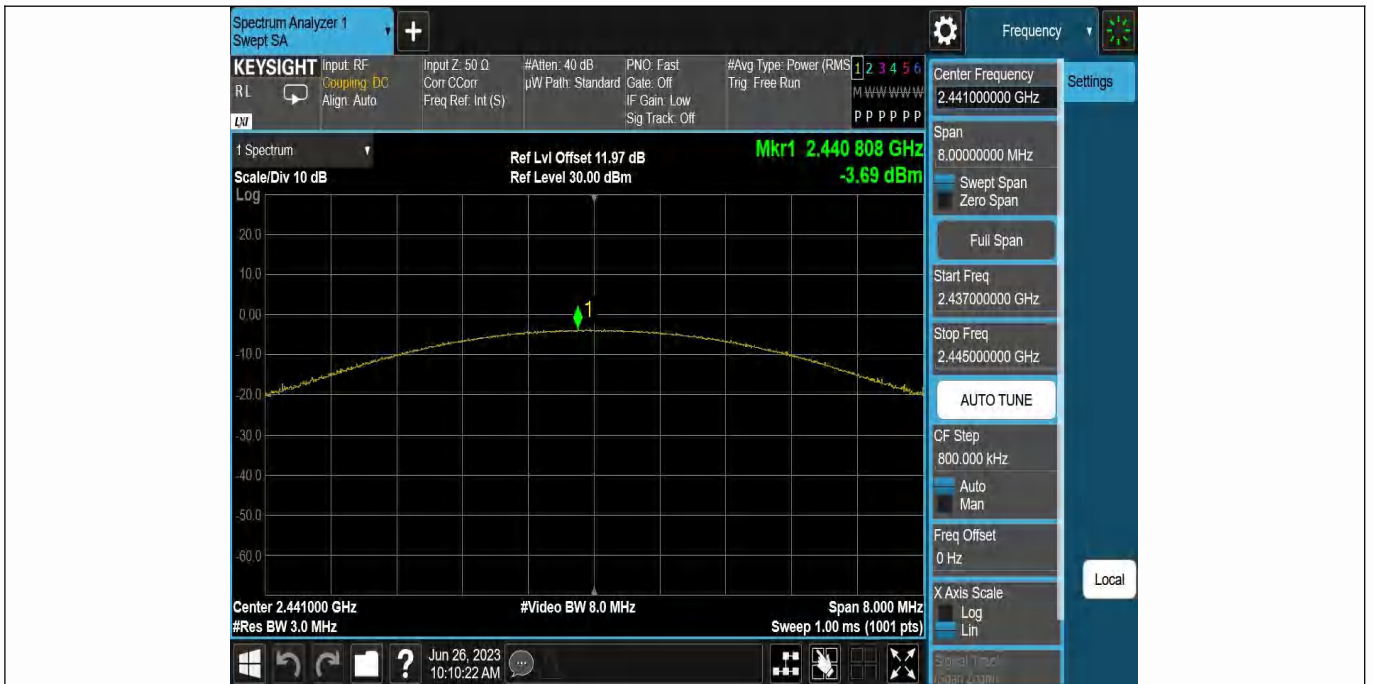 Spectrum Analyzer 1
Swept SA
Frequency
KEYSIGHT
RL
LXI
Input: RF
Coupling: DC
Align: Auto
Input Z: 50 Ω
Corr CCorr
Freq Ref: Int (S)
#Atten: 40 dB
µW Path: Standard
PNO: Fast
Gate: Off
IF Gain: Low
Sig Track: Off
#Avg Type: Power (RMS
Trig: Free Run
1 2 3 4 5 6
M W W W W W
P P P P P P
1 Spectrum
Scale/Div 10 dB
Log
Ref Lvl Offset 11.97 dB
Ref Level 30.00 dBm
Mkr1 2.440 808 GHz
-3.69 dBm
20.0
10.0
0.00
-10.0
-20.0
-30.0
-40.0
-50.0
-60.0
1
Center 2.441000 GHz
#Res BW 3.0 MHz
#Video BW 8.0 MHz
Span 8.000 MHz
Sweep 1.00 ms (1001 pts)
Jun 26, 2023
10:10:22 AM
?
Center Frequency
2.441000000 GHz
Settings
Span
8.00000000 MHz
Swept Span
Zero Span
Full Span
Start Freq
2.437000000 GHz
Stop Freq
2.445000000 GHz
AUTO TUNE
CF Step
800.000 kHz
Auto
Man
Freq Offset
0 Hz
X Axis Scale
Log
Lin
Signal Track
(Span Zoom)
Local